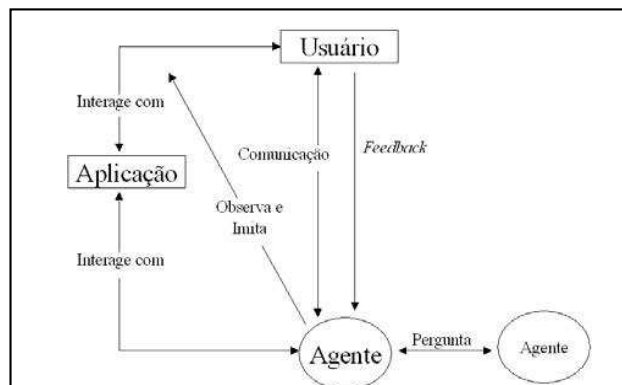 Usuário
Interage com
Comunicação
Feedback
Aplicação
Observa e
Imita
Interage com
Agente
Pergunta
Agente